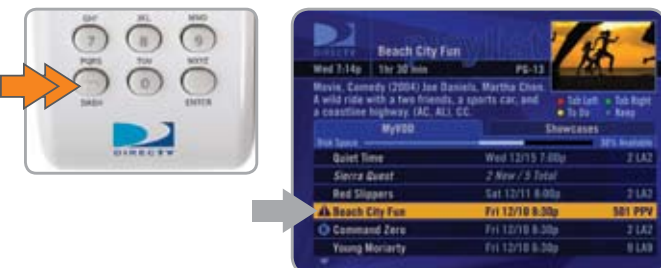 GHI JKL MNO
7 8 9
PQRS TUV WXYZ
0
DASH ENTER
DIRECTV
DIRECTV
Beach City Fun
Wed 7:14p 1hr 30 min PG-13
Movie, Comedy (2004) Joe Daniels, Martha Chen.
A wild ride with a two friends, a sports car, and
a coastline highway. (AC, AL), CC.
Tab Left Tab Right
To Do Keep
MyVOD Showcases
Disk Space Available
Quiet Time Wed 12/15 7:00p 2 LA2
Sierra Quest 2 New / 5 Total
Red Slippers Sat 12/11 8:00p 2 LA2
Beach City Fun Fri 12/10 8:30p 501 PPV
Command Zero Fri 12/10 8:30p 2 LA2
Young Moriarty Fri 12/10 5:30p